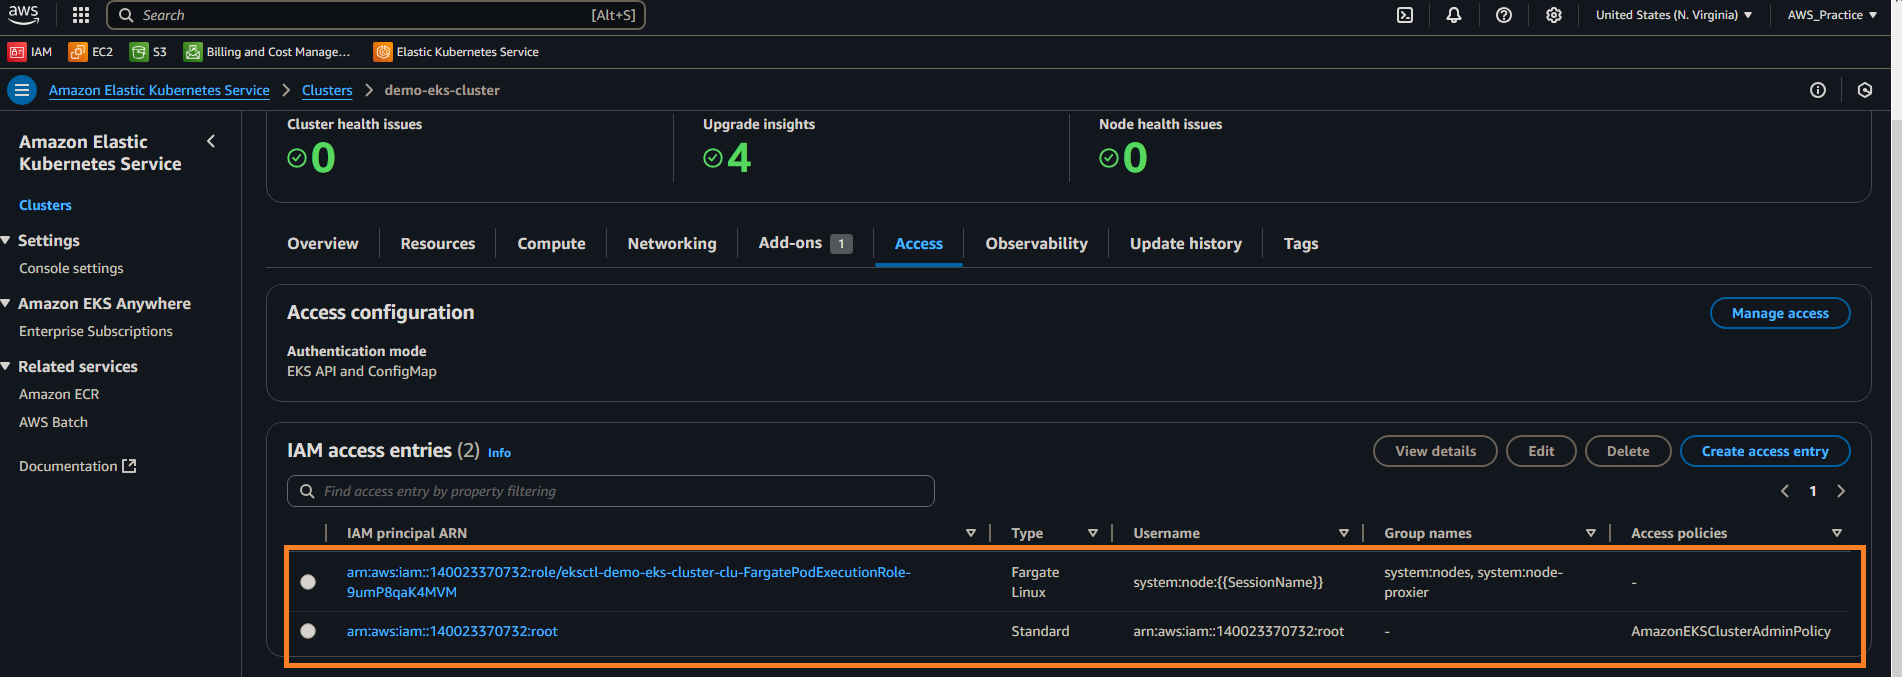 aws
Search [Alt+S] United States (N. Virginia) AWS_Practice
IAM EC2 S3 Billing and Cost Manage... Elastic Kubernetes Service
Amazon Elastic Kubernetes Service Clusters demo-eks-cluster
Amazon Elastic
Kubernetes Service
Clusters
Settings
Console settings
Amazon EKS Anywhere
Enterprise Subscriptions
Related services
Amazon ECR
AWS Batch
Documentation
Cluster health issues Upgrade insights Node health issues
0 4 0
Overview Resources Compute Networking Add-ons 1 Access Observability Update history Tags
Access configuration Manage access
Authentication mode
EKS API and ConfigMap
IAM access entries (2) Info View details Edit Delete Create access entry
Find access entry by property filtering 1
IAM principal ARN Type Username Group names Access policies
arn:aws:iam::140023370732:role/eksctl-demo-eks-cluster-clu-FargatePodExecutionRole-
9umP8qaK4MVM
Fargate
Linux
system:node:{{SessionName}}
system:nodes, system:node-
proxier
-
arn:aws:iam::140023370732:root Standard arn:aws:iam::140023370732:root - AmazonEKSClusterAdminPolicy